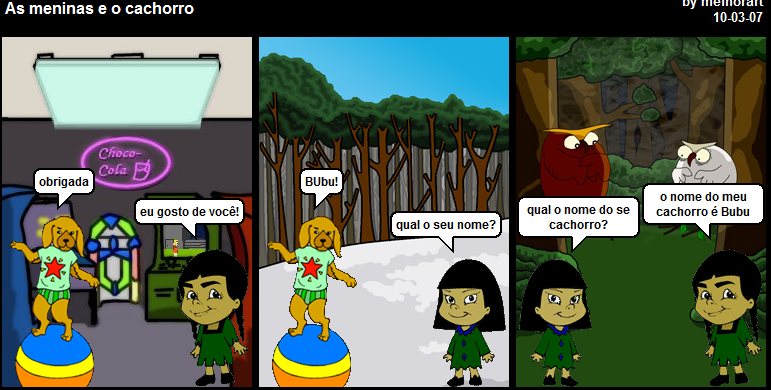 As meninas e o cachorro
by melhorart
10-03-07
obrigada
eu gosto de você!
Choco-
Cola
BUbu!
qual o seu nome?
qual o nome do se
cachorro?
o nome do meu
cachorro é Bubu